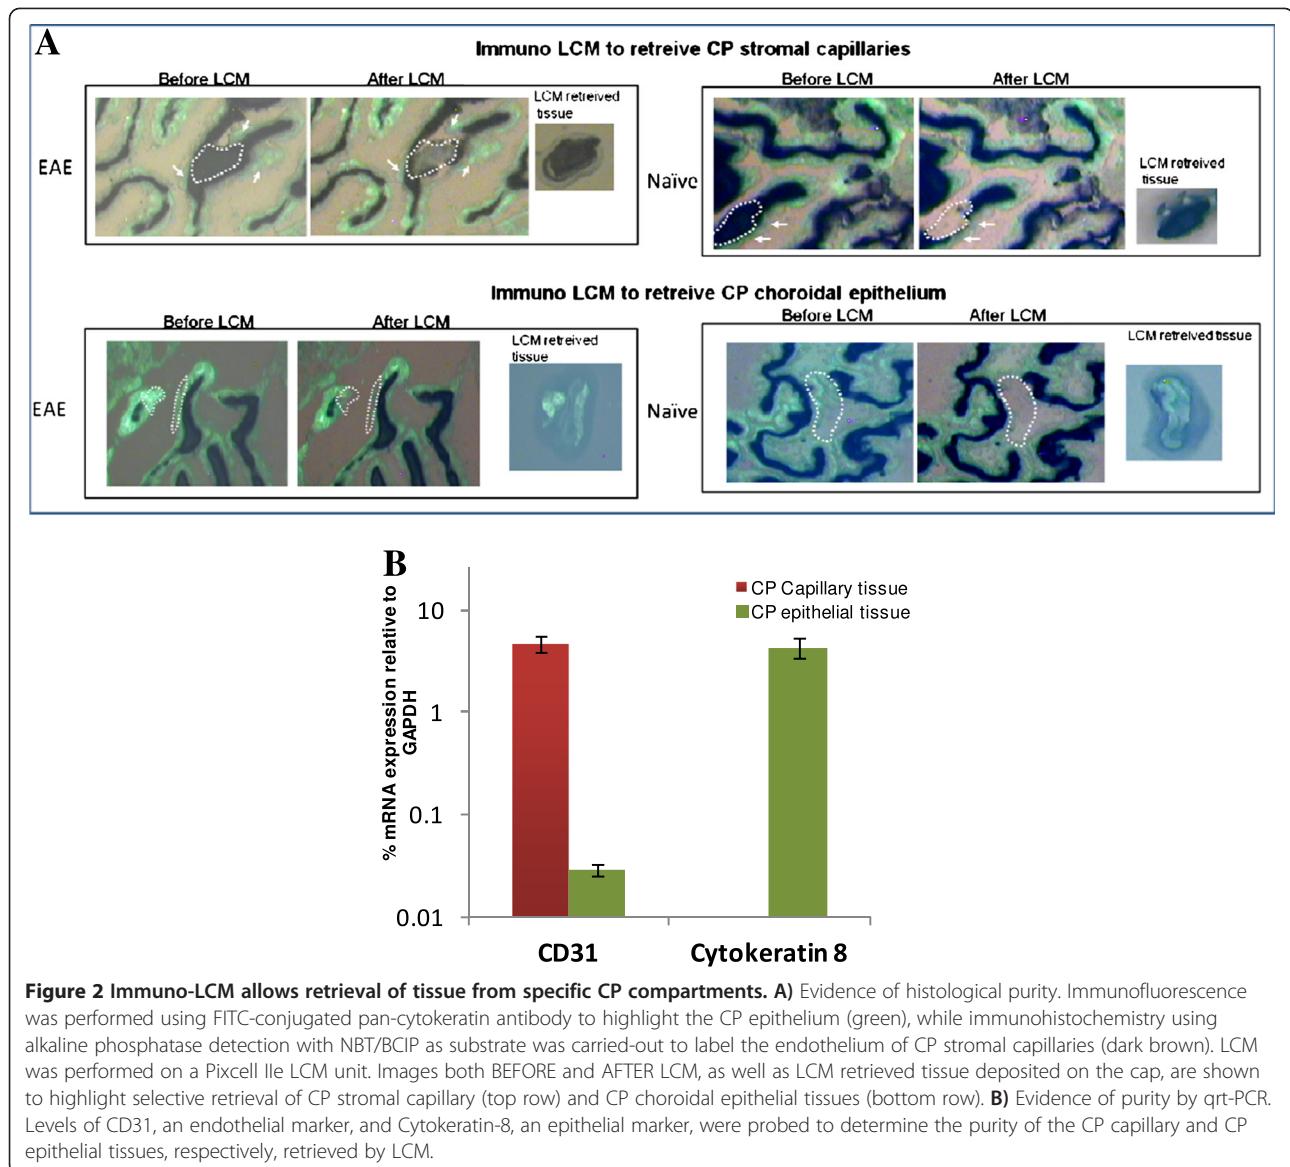 A
Immuno LCM to retreive CP stromal capillaries
Before LCM
After LCM
LCM retreived
tissue
EAE
Before LCM
After LCM
LCM retreived
tissue
Naïve
Immuno LCM to retreive CP choroidal epithelium
Before LCM
After LCM
LCM retreived
tissue
EAE
Before LCM
After LCM
LCM retreived tissue
Naïve
B
% mRNA expression relative to
GAPDH
10
1
0.1
0.01
CP Capillary tissue
CP epithelial tissue
CD31
Cytokeratin 8
Figure 2 Immuno-LCM allows retrieval of tissue from specific CP compartments. A) Evidence of histological purity. Immunofluorescence
was performed using FITC-conjugated pan-cytokeratin antibody to highlight the CP epithelium (green), while immunohistochemistry using
alkaline phosphatase detection with NBT/BCIP as substrate was carried-out to label the endothelium of CP stromal capillaries (dark brown). LCM
was performed on a Pixcell IIe LCM unit. Images both BEFORE and AFTER LCM, as well as LCM retrieved tissue deposited on the cap, are shown
to highlight selective retrieval of CP stromal capillary (top row) and CP choroidal epithelial tissues (bottom row). B) Evidence of purity by qrt-PCR.
Levels of CD31, an endothelial marker, and Cytokeratin-8, an epithelial marker, were probed to determine the purity of the CP capillary and CP
epithelial tissues, respectively, retrieved by LCM.